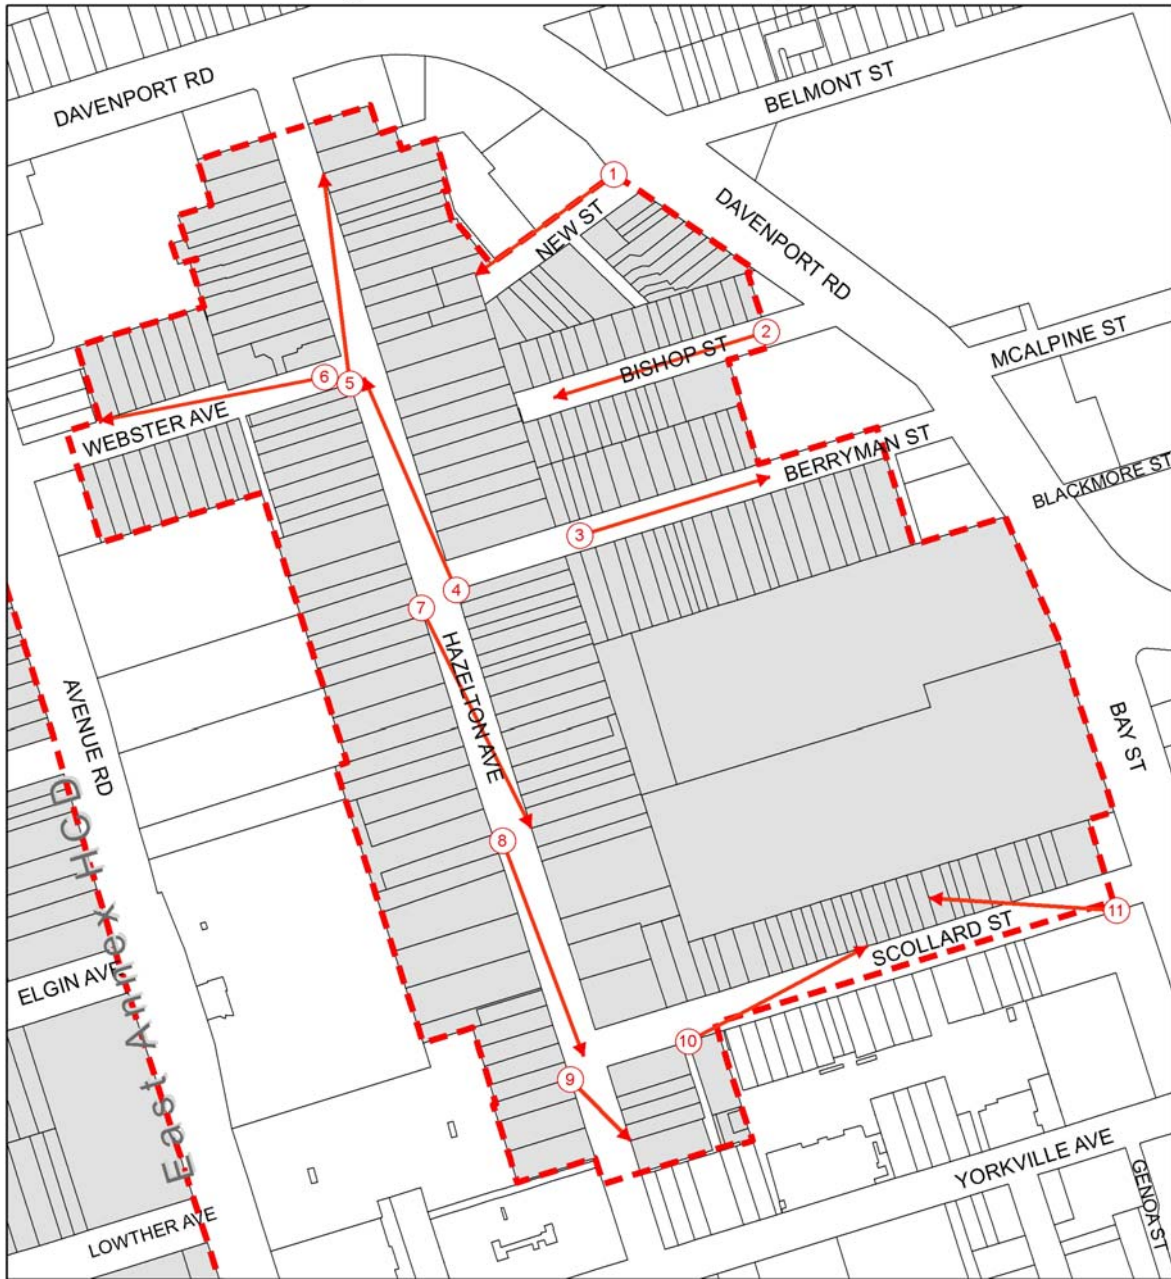 DAVENPORT RD
BELMONT ST
1
NEW ST
DAVENPORT RD
2
BISHOP ST
MCALPINE ST
6
5
WEBSTER AVE
BERRYMAN ST
BLACKMORE ST
3
4
7
HAZELTON AVE
AVENUE RD
BAY ST
East Annex HCD
8
11
SCOLLARD ST
ELGIN AVE
10
9
YORKVILLE AVE
GENOA ST
LOWTHER AVE